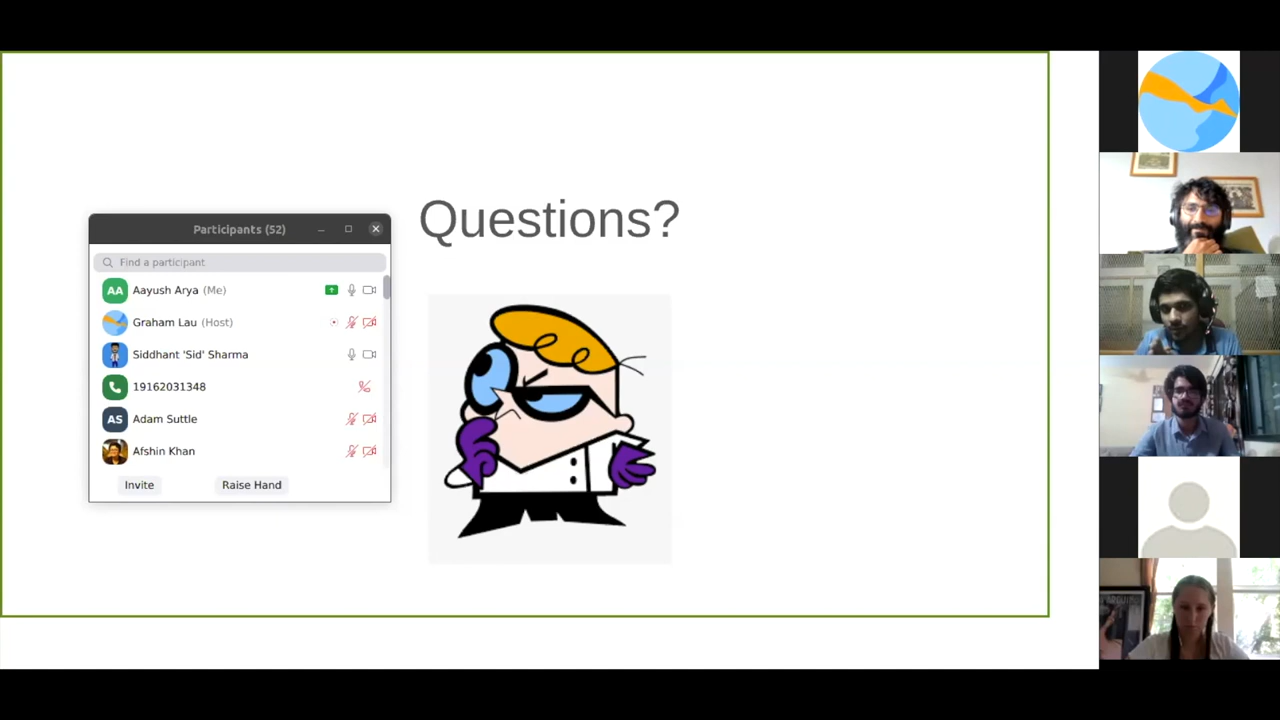 Questions?
Participants (52)
Find a participant
AA Aayush Arya (Me)
Graham Lau (Host)
Siddhant 'Sid' Sharma
19162031348
AS Adam Suttle
Afshin Khan
Invite Raise Hand